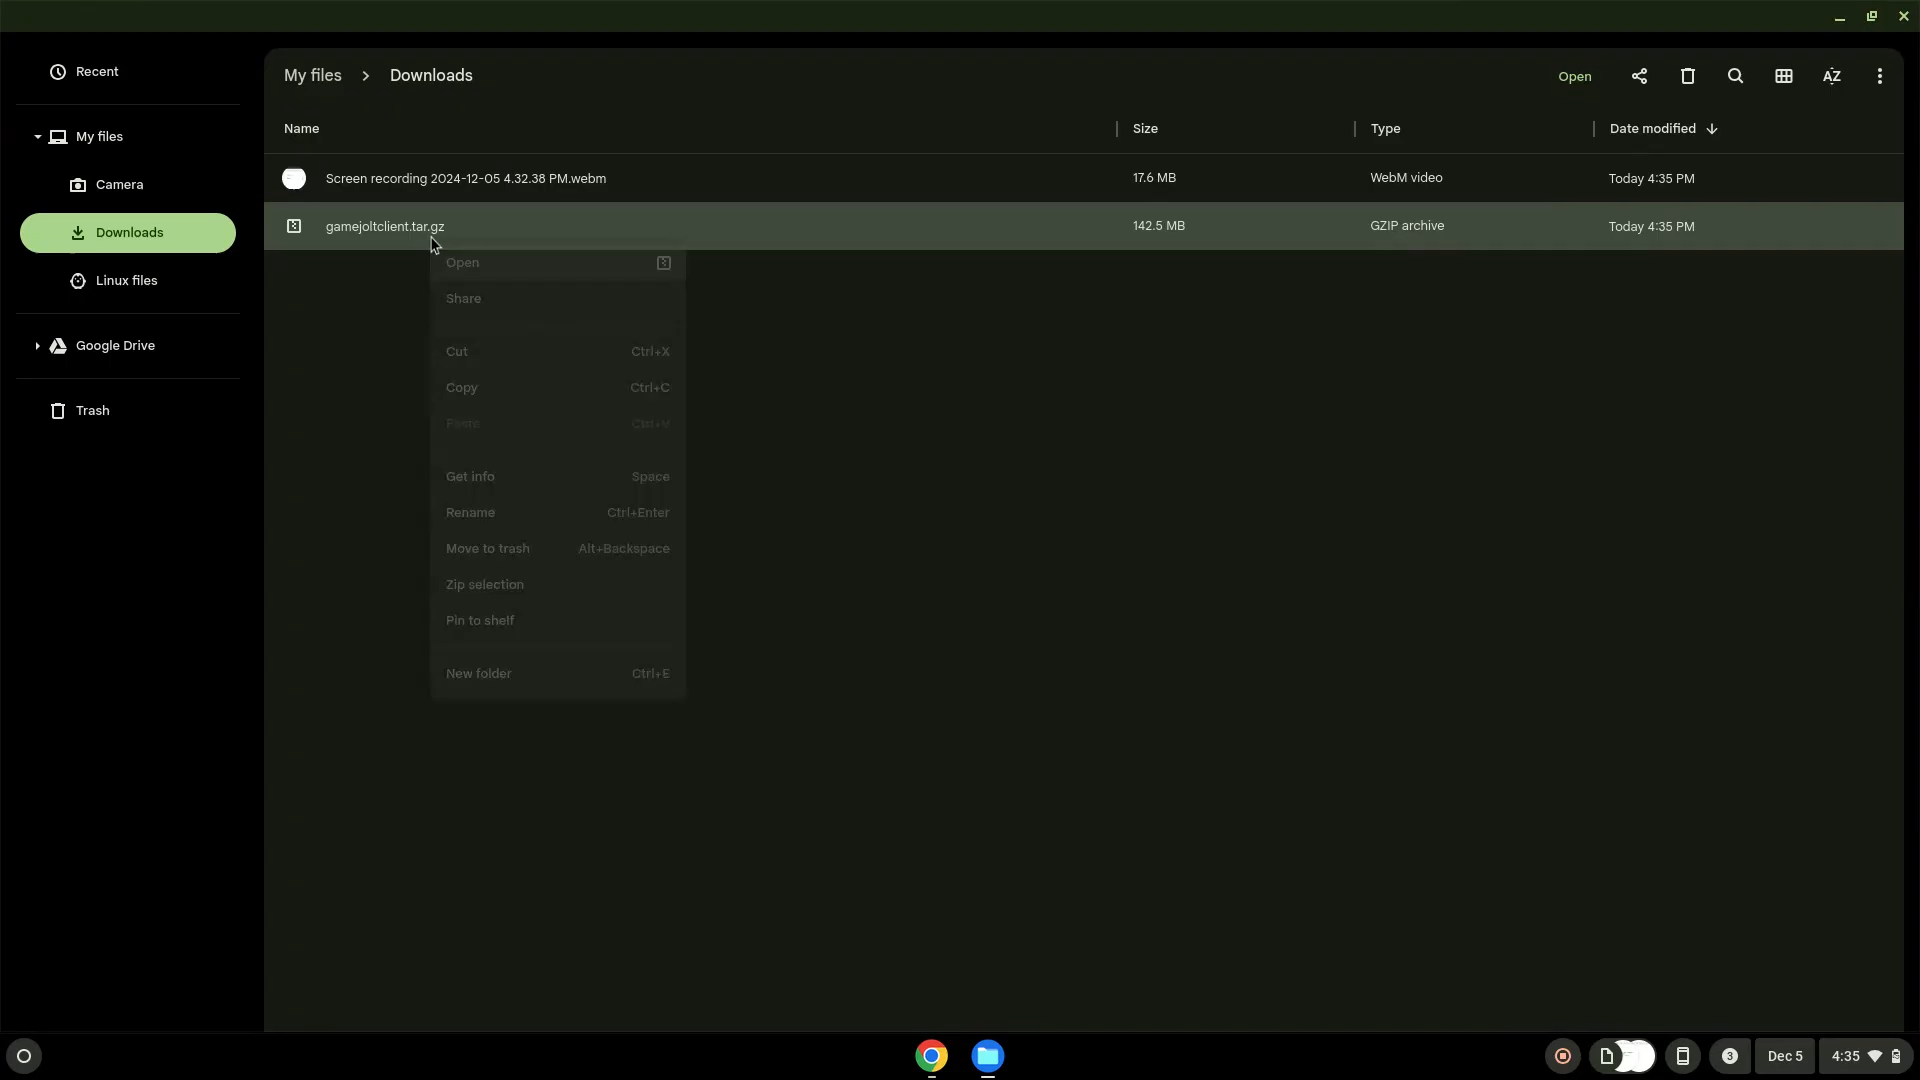 Recent
My files
Camera
Downloads
Linux files
Google Drive
Trash
My files > Downloads
Open
AZ
Name Size Type Date modified
Screen recording 2024-12-05 4.32.38 PM.webm 17.6 MB WebM video Today 4:35 PM
gamejoltclient.tar.gz 142.5 MB GZIP archive Today 4:35 PM
Open
Share
Cut Ctrl+X
Copy Ctrl+C
Paste Ctrl+V
Get info Space
Rename Ctrl+Enter
Move to trash Alt+Backspace
Zip selection
Pin to shelf
New folder Ctrl+E
3 Dec 5 4:35